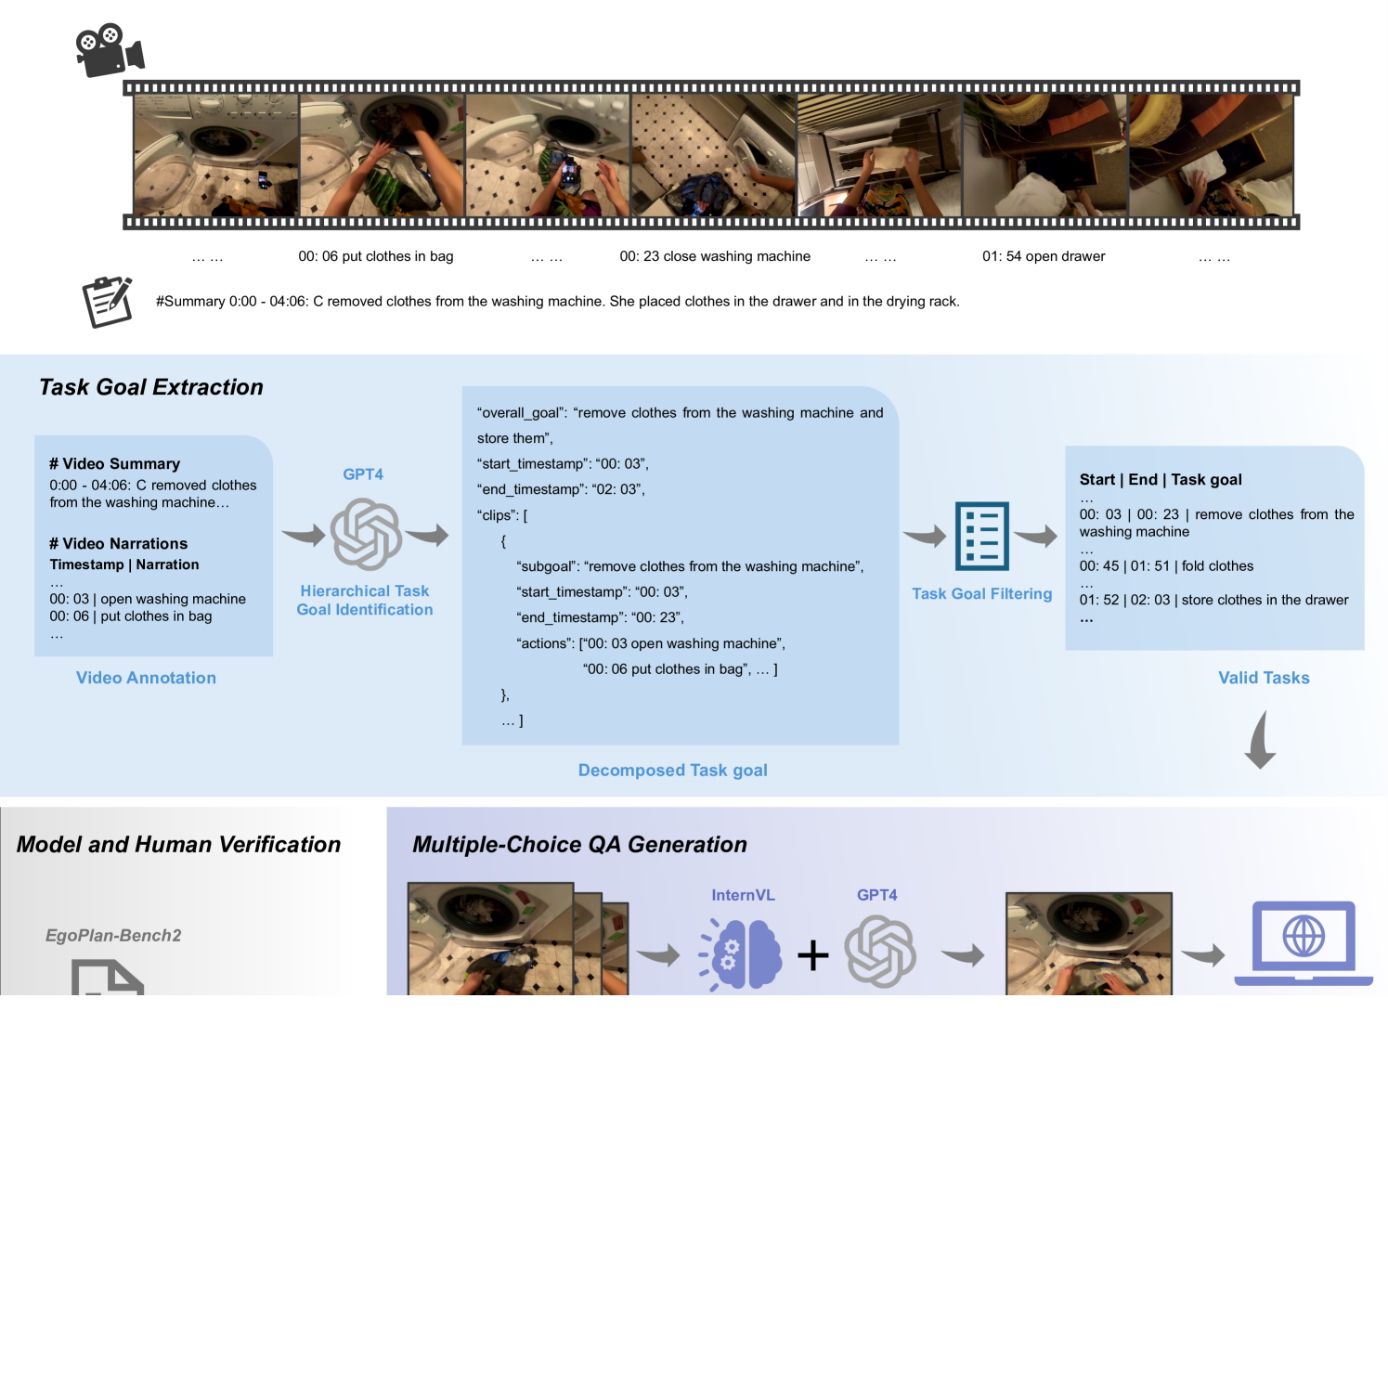 … …
00: 06 put clothes in bag
… …
00: 23 close washing machine
… …
01: 54 open drawer
… …
#Summary 0:00 - 04:06: C removed clothes from the washing machine. She placed clothes in the drawer and in the drying rack.
Task Goal Extraction
# Video Summary
0:00 - 04:06: C removed clothes
from the washing machine…
# Video Narrations
Timestamp | Narration
…
00: 03 | open washing machine
00: 06 | put clothes in bag
…
Video Annotation
GPT4
Hierarchical Task
Goal Identification
“overall_goal”: “remove clothes from the washing machine and
store them”,
“start_timestamp”: “00: 03”,
“end_timestamp”: “02: 03”,
“clips”: [
{
“subgoal”: “remove clothes from the washing machine”,
“start_timestamp”: “00: 03”,
“end_timestamp”: “00: 23”,
“actions”: [“00: 03 open washing machine”,
“00: 06 put clothes in bag”, … ]
},
… ]
Decomposed Task goal
Task Goal Filtering
Start | End | Task goal
…
00: 03 | 00: 23 | remove clothes from the
washing machine
…
00: 45 | 01: 51 | fold clothes
…
01: 52 | 02: 03 | store clothes in the drawer
…
Valid Tasks
Model and Human Verification
EgoPlan-Bench2
Multiple-Choice QA Generation
InternVL
GPT4